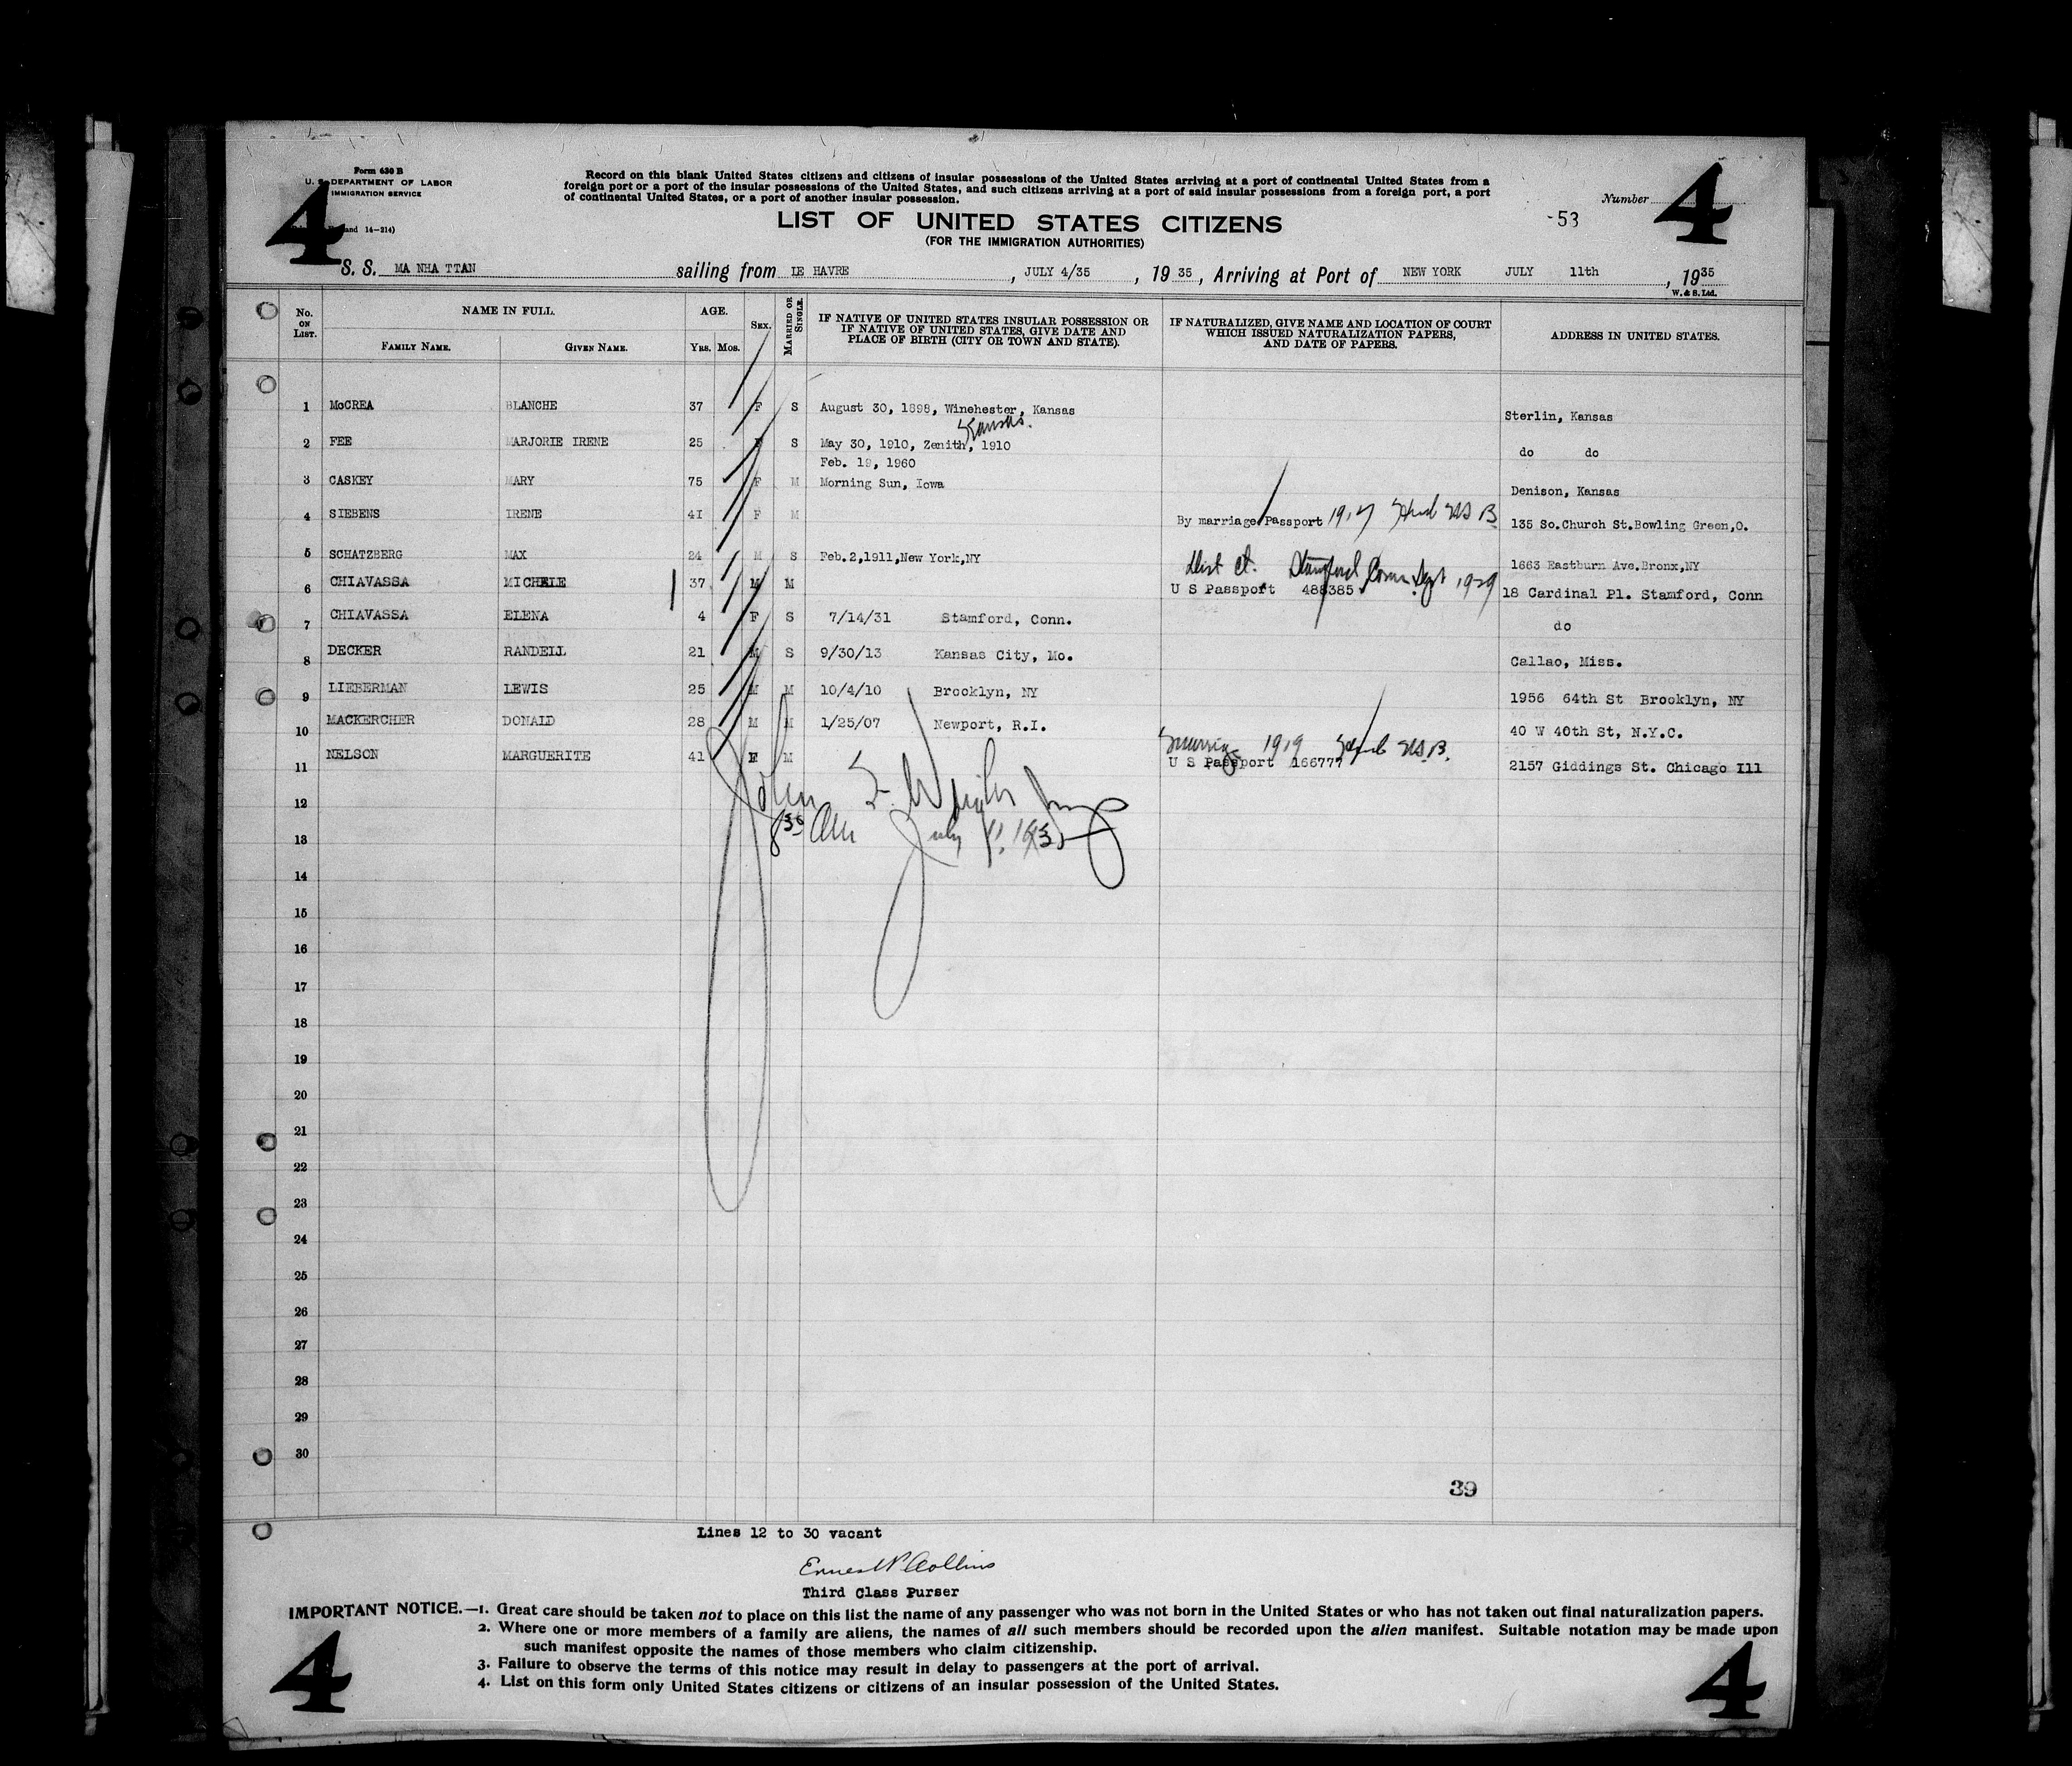 Form 630 B
U. S. DEPARTMENT OF LABOR
IMMIGRATION SERVICE
and 14-214)
4
4
Record on this blank United States citizens and citizens of insular possessions of the United States arriving at a port of continental United States from a
foreign port or a port of the insular possessions of the United States, and such citizens arriving at a port of said insular possessions from a foreign port, a port
of continental United States, or a port of another insular possession.
Number
-53
LIST OF UNITED STATES CITIZENS
(FOR THE IMMIGRATION AUTHORITIES)
S. S. MA NHA TTAN sailing from LE HAVRE, JULY 4/35, 19 35, Arriving at Port of NEW YORK JULY 11th, 1935
W. & S. Ltd.
No. ON LIST. NAME IN FULL. AGE. SEX. MARRIED OR SINGLE. IF NATIVE OF UNITED STATES INSULAR POSSESSION OR IF NATIVE OF UNITED STATES, GIVE DATE AND PLACE OF BIRTH (CITY OR TOWN AND STATE). IF NATURALIZED, GIVE NAME AND LOCATION OF COURT WHICH ISSUED NATURALIZATION PAPERS, AND DATE OF PAPERS. ADDRESS IN UNITED STATES.
FAMILY NAME. GIVEN NAME. YRS. MOS.
1 McCREA BLANCHE 37 F S August 30, 1898, Winchester, Kansas Sterlin, Kansas
Kansas.
2 FEE MARJORIE IRENE 25 F S May 30, 1910, Zenith, 1910 do do
Feb. 19, 1960
3 CASKEY MARY 75 F M Morning Sun, Iowa Denison, Kansas
4 SIEBENS IRENE 41 F M By marriage Passport 1917 US B 135 So.Church St.Bowling Green,O.
5 SCHATZBERG MAX 24 M S Feb.2,1911,New York,NY 1663 Eastburn Ave.Bronx,NY
Dist Ct. Stamford Conn Sept 1929
6 CHIAVASSA MICHELE 37 M M U S Passport 488385 18 Cardinal Pl. Stamford, Conn
7 CHIAVASSA ELENA 4 F S 7/14/31 Stamford, Conn. do
8 DECKER RANDELL 21 M S 9/30/13 Kansas City, Mo. Callao, Miss.
9 LIEBERMAN LEWIS 25 M M 10/4/10 Brooklyn, NY 1956 64th St Brooklyn, NY
10 MACKERCHER DONALD 28 M M 1/25/07 Newport, R.I. 40 W 40th St, N.Y.C.
1919 US B.
11 NELSON MARGUERITE 41 F M U S Passport 166777 2157 Giddings St. Chicago Ill
12 John
13 8 30 AM July 11 1935
14
15
16
17
18
19
20
21
22
23
24
25
26
27
28
29
30
39
Lines 12 to 30 vacant
Ernest P Collins
Third Class Purser
IMPORTANT NOTICE.—1. Great care should be taken not to place on this list the name of any passenger who was not born in the United States or who has not taken out final naturalization papers.
2. Where one or more members of a family are aliens, the names of all such members should be recorded upon the alien manifest. Suitable notation may be made upon
such manifest opposite the names of those members who claim citizenship.
3. Failure to observe the terms of this notice may result in delay to passengers at the port of arrival.
4. List on this form only United States citizens or citizens of an insular possession of the United States.
4
4